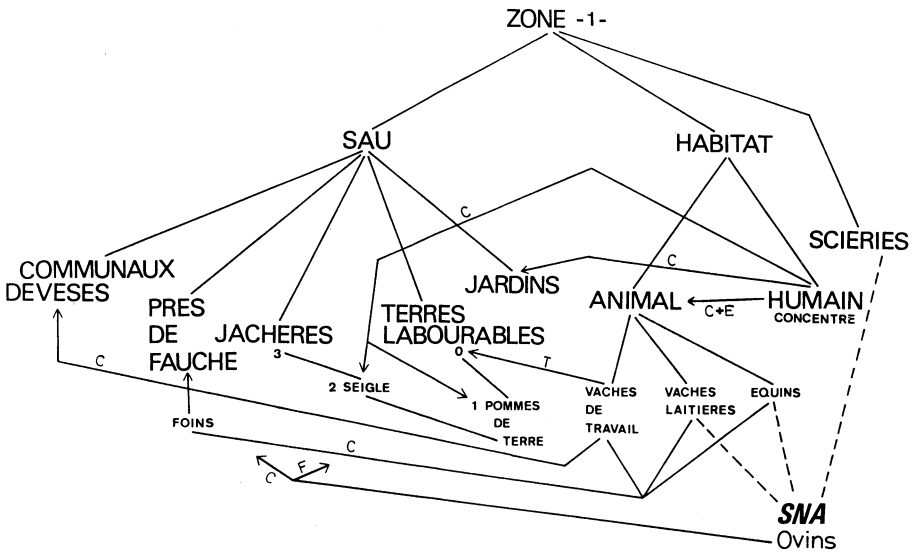 ZONE -1-
SAU
HABITAT
C
SCIERIES
C
COMMUNAUX
DEVESES
JARDINS
ANIMAL
HUMAIN
CONCENTRE
C+E
PRES
DE
FAUCHE
JACHERES
3
TERRES
LABOURABLES
0
T
C
2 SEIGLE
1 POMMES
DE
TERRE
VACHES
DE
TRAVAIL
VACHES
LAITIERES
EQUINS
FOINS
C
C
F
SNA
Ovins